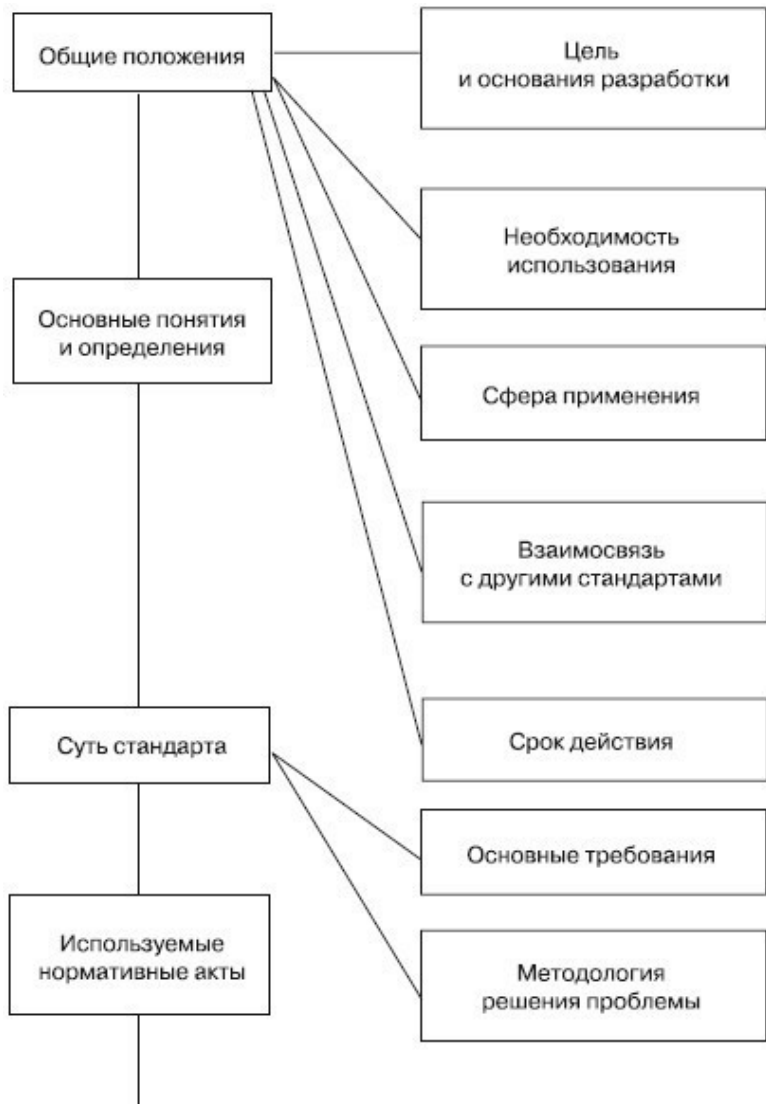 Общие положения
Цель
и основания разработки
Необходимость
использования
Основные понятия
и определения
Сфера применения
Взаимосвязь
с другими стандартами
Суть стандарта
Срок действия
Основные требования
Используемые
нормативные акты
Методология
решения проблемы